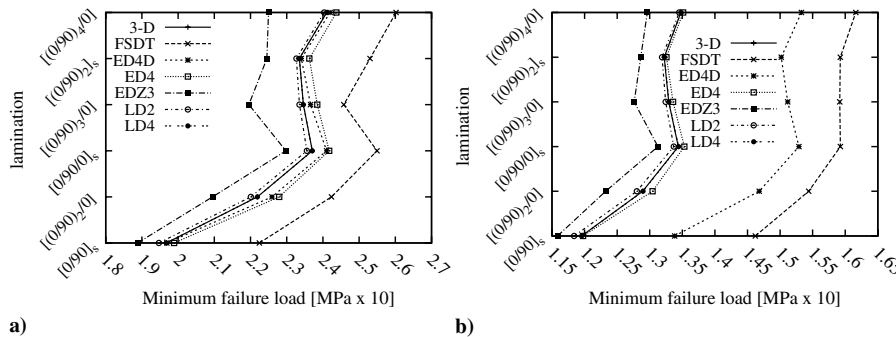 lamination
[(0/90)₄/0]
[(0/90)₂]ₛ
[(0/90)₃/0]
[0/90/0]ₛ
[(0/90)₂/0]
[0/90]ₛ
3-D
FSDT
ED4D
ED4
EDZ3
LD2
LD4
1.8 1.9 2 2.1 2.2 2.3 2.4 2.5 2.6 2.7
Minimum failure load [MPa x 10]
a)
lamination
[(0/90)₄/0]
[(0/90)₂]ₛ
[(0/90)₃/0]
[0/90/0]ₛ
[(0/90)₂/0]
[0/90]ₛ
3-D
FSDT
ED4D
ED4
EDZ3
LD2
LD4
1.15 1.2 1.25 1.3 1.35 1.4 1.45 1.5 1.55 1.6 1.65
Minimum failure load [MPa x 10]
b)